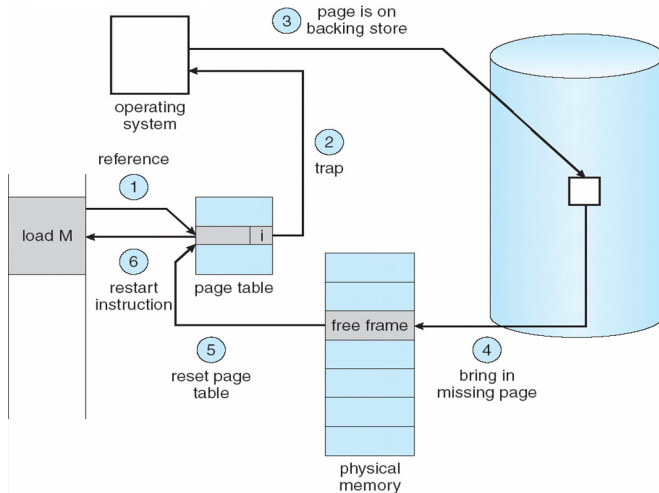 3
page is on
backing store
operating
system
2
trap
reference
1
load M
i
6
restart
instruction
page table
free frame
5
reset page
table
4
bring in
missing page
physical
memory